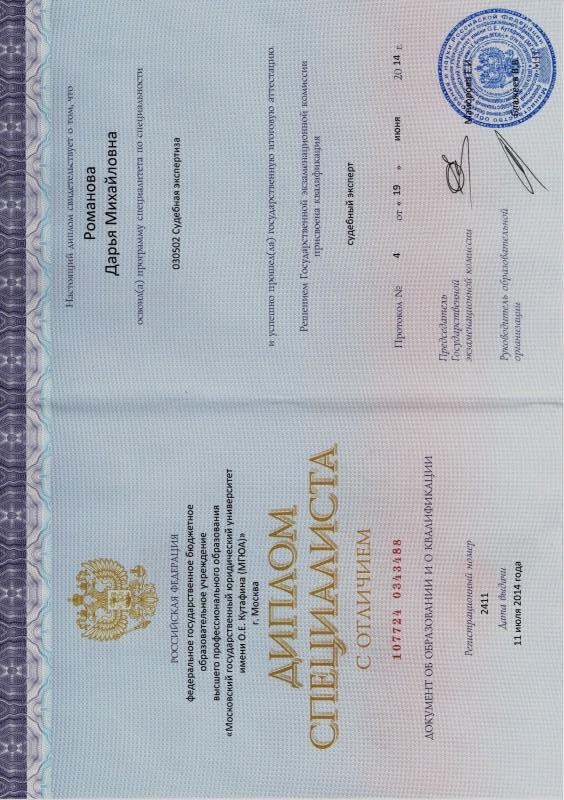 РОССИЙСКАЯ ФЕДЕРАЦИЯ
федеральное государственное бюджетное
образовательное учреждение
высшего профессионального образования
«Московский государственный юридический университет
имени О.Е. Кутафина (МГЮА)»
г. Москва
ДИПЛОМ
СПЕЦИАЛИСТА
С ОТЛИЧИЕМ
107724 0343488
ДОКУМЕНТ ОБ ОБРАЗОВАНИИ И О КВАЛИФИКАЦИИ
Регистрационный номер
2411
Дата выдачи
11 июля 2014 года
Настоящий диплом свидетельствует о том, что
Романова
Дарья Михайловна
освоил(а) программу специалитета по специальности
030502 Судебная экспертиза
и успешно прошел(ла) государственную итоговую аттестацию
Решением Государственной экзаменационной комиссии
присвоена квалификация
судебный эксперт
Протокол № 4 от « 19 » июня 20 14 г.
Председатель
Государственной
экзаменационной комиссии
Майорова Е.И.
Руководитель образовательной
организации
Блажеев В.В.